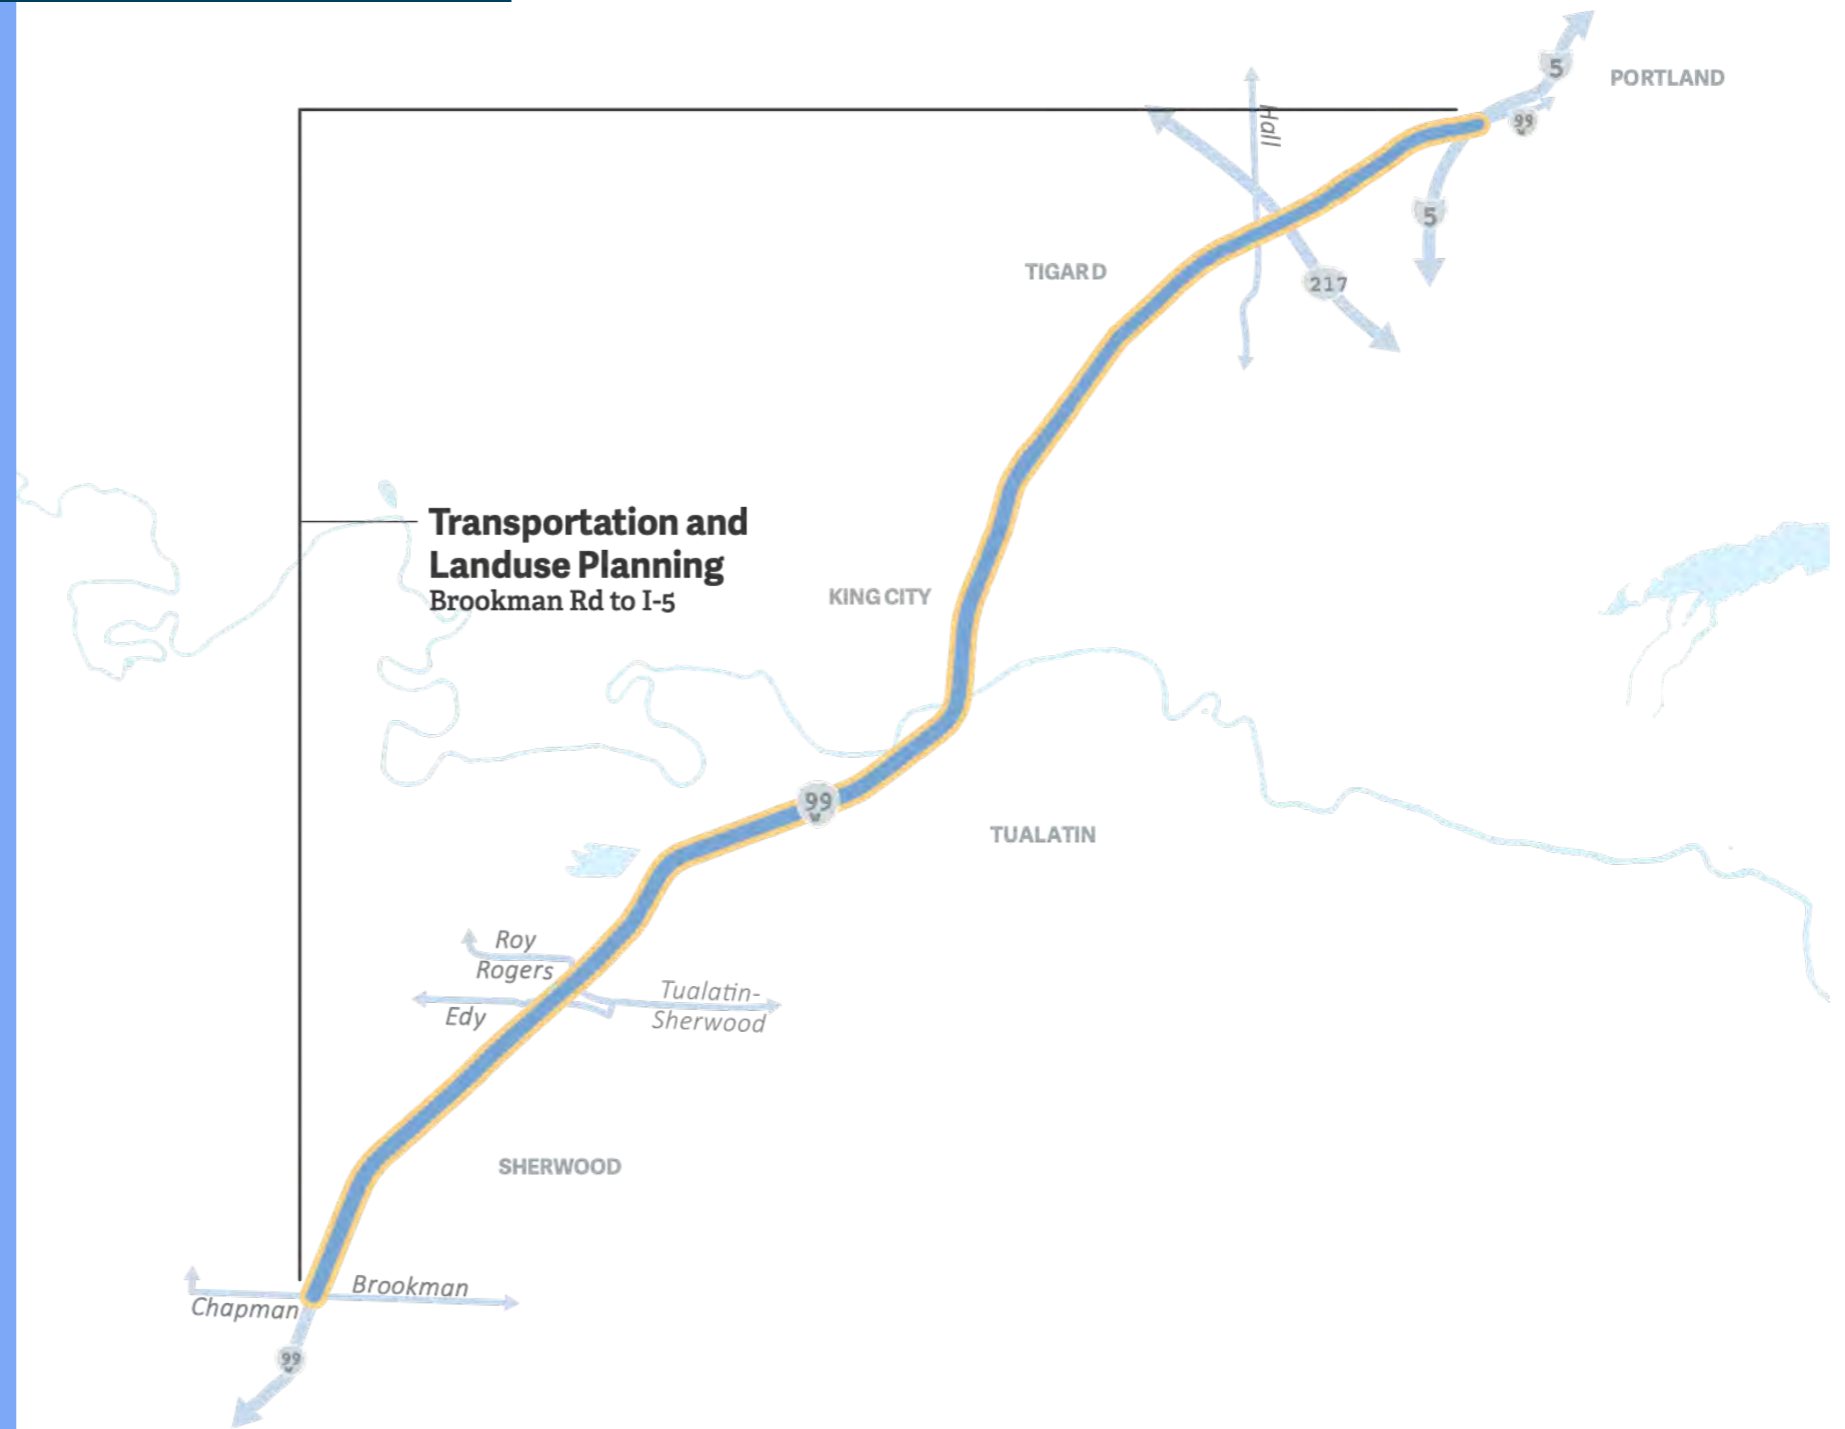 5
PORTLAND
99
W
Hall
5
TIGARD
217
Transportation and
Landuse Planning
Brookman Rd to I-5
KING CITY
99
W
TUALATIN
Roy
Rogers
Edy
Tualatin-
Sherwood
SHERWOOD
Brookman
Chapman
99
W